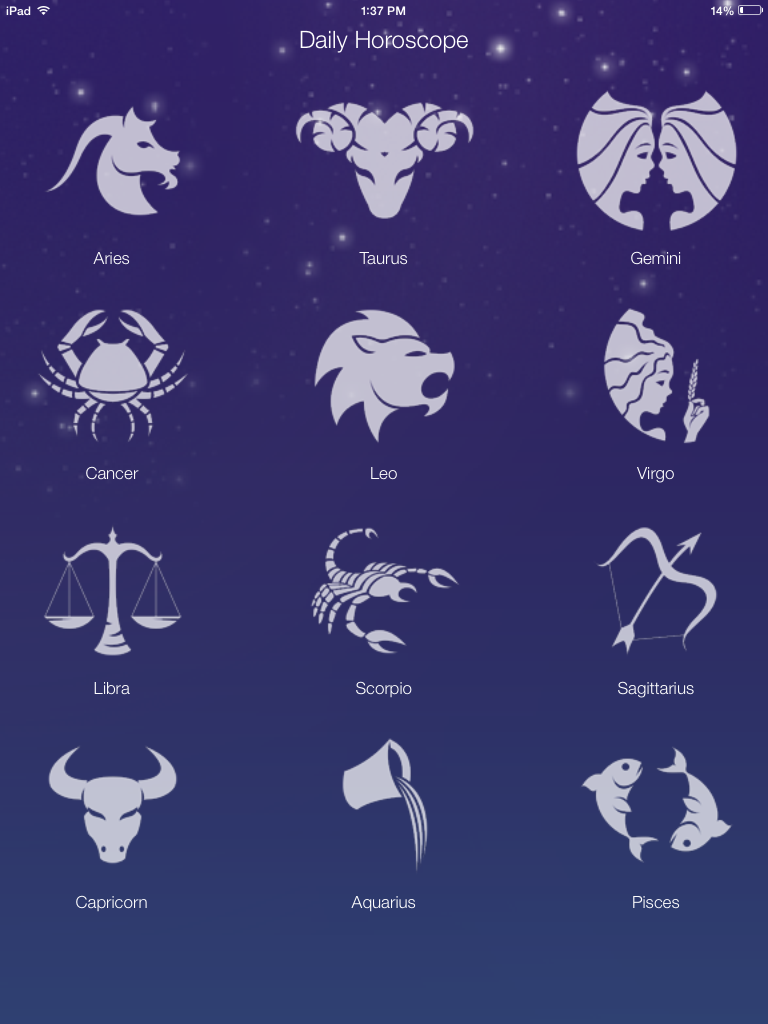 iPad 1:37 PM 14%
Daily Horoscope
Aries Taurus Gemini
Cancer Leo Virgo
Libra Scorpio Sagittarius
Capricorn Aquarius Pisces